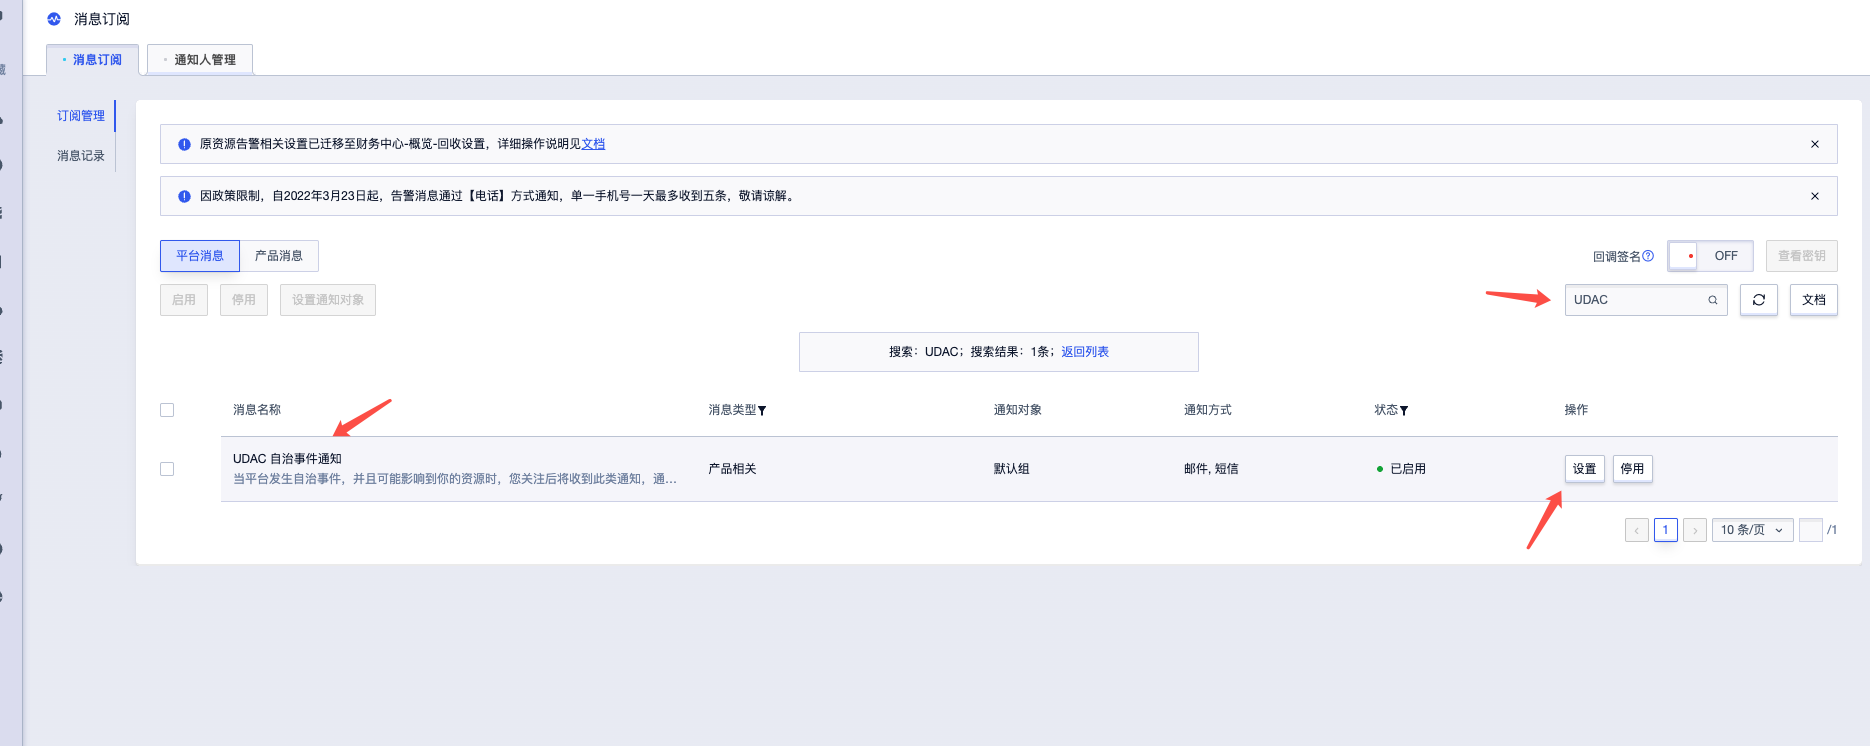 消息订阅
消息订阅
通知人管理
订阅管理
消息记录
原资源告警相关设置已迁移至财务中心-概览-回收设置，详细操作说明见文档
因政策限制，自2022年3月23日起，告警消息通过【电话】方式通知，单一手机号一天最多收到五条，敬请谅解。
平台消息 产品消息
回调签名 OFF 查看密钥
启用 停用 设置通知对象
UDAC 文档
搜索：UDAC；搜索结果：1条；返回列表
消息名称 消息类型 通知对象 通知方式 状态 操作
UDAC 自治事件通知
当平台发生自治事件，并且可能影响到你的资源时，您关注后将收到此类通知，通...
产品相关 默认组 邮件, 短信 已启用 设置 停用
1 10 条/页 /1